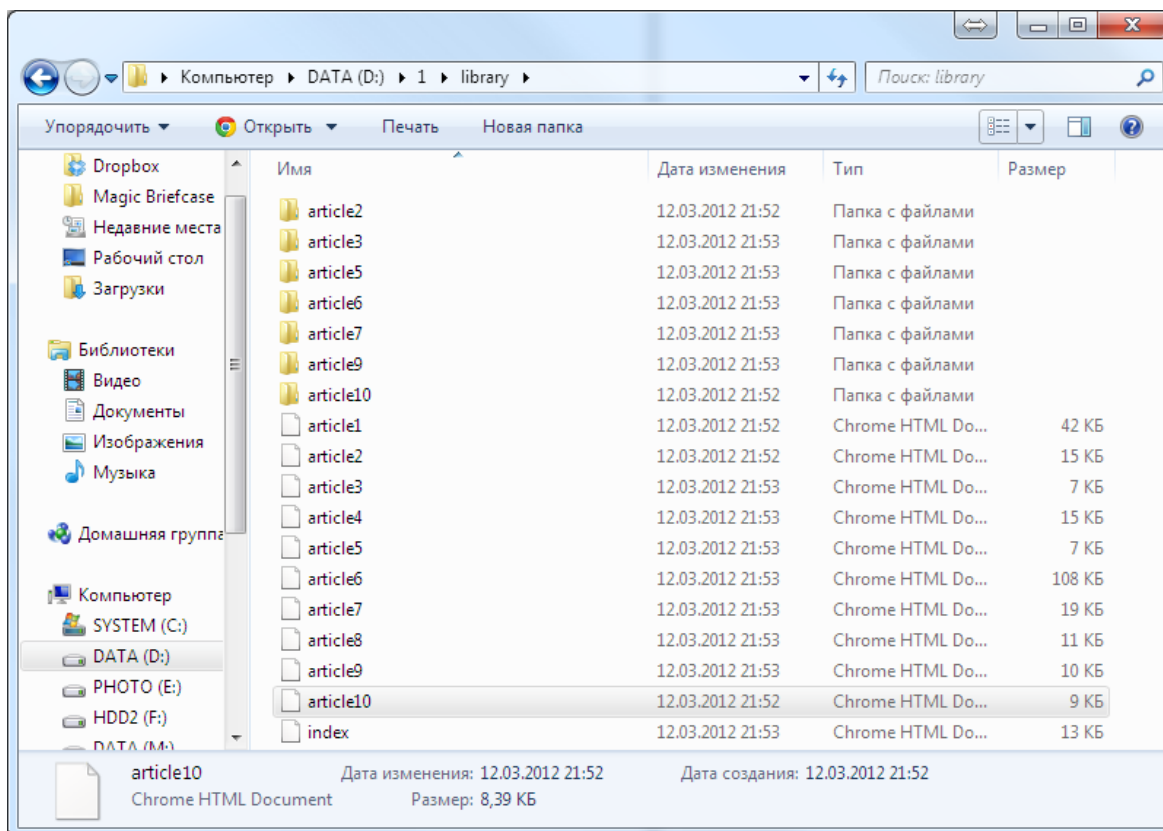 Компьютер DATA (D:) 1 library Поиск: library
Упорядочить Открыть Печать Новая папка
Dropbox
Magic Briefcase
Недавние места
Рабочий стол
Загрузки
Библиотеки
Видео
Документы
Изображения
Музыка
Домашняя группа
Компьютер
SYSTEM (C:)
DATA (D:)
PHOTO (E:)
HDD2 (F:)
DATA (M:)
Имя Дата изменения Тип Размер
article2 12.03.2012 21:52 Папка с файлами
article3 12.03.2012 21:53 Папка с файлами
article5 12.03.2012 21:53 Папка с файлами
article6 12.03.2012 21:53 Папка с файлами
article7 12.03.2012 21:53 Папка с файлами
article9 12.03.2012 21:53 Папка с файлами
article10 12.03.2012 21:52 Папка с файлами
article1 12.03.2012 21:52 Chrome HTML Do... 42 КБ
article2 12.03.2012 21:52 Chrome HTML Do... 15 КБ
article3 12.03.2012 21:53 Chrome HTML Do... 7 КБ
article4 12.03.2012 21:53 Chrome HTML Do... 15 КБ
article5 12.03.2012 21:53 Chrome HTML Do... 7 КБ
article6 12.03.2012 21:53 Chrome HTML Do... 108 КБ
article7 12.03.2012 21:53 Chrome HTML Do... 19 КБ
article8 12.03.2012 21:53 Chrome HTML Do... 11 КБ
article9 12.03.2012 21:53 Chrome HTML Do... 10 КБ
article10 12.03.2012 21:52 Chrome HTML Do... 9 КБ
index 12.03.2012 21:53 Chrome HTML Do... 13 КБ
article10 Дата изменения: 12.03.2012 21:52 Дата создания: 12.03.2012 21:52
Chrome HTML Document Размер: 8,39 КБ